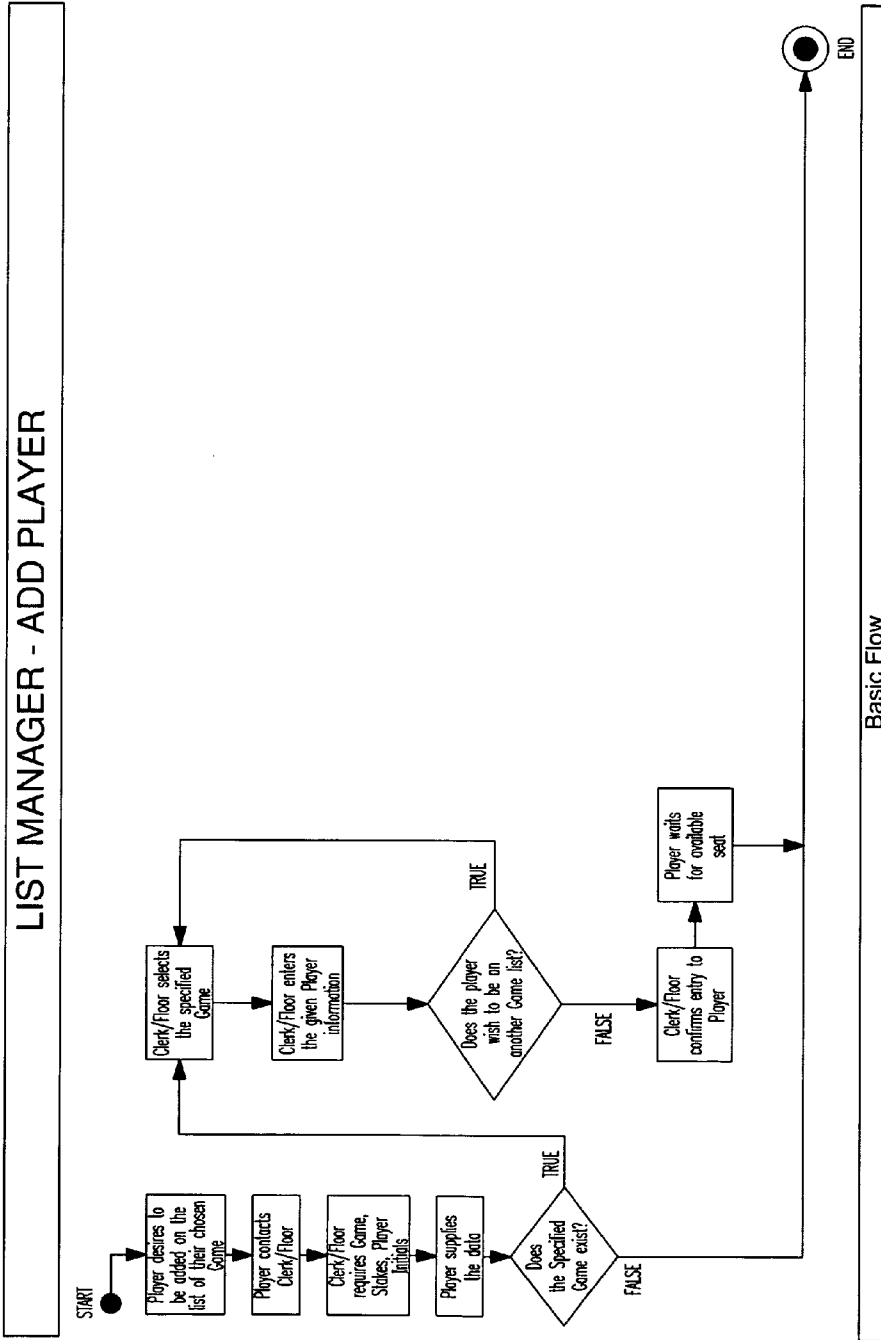 LIST MANAGER - ADD PLAYER
START
Player desires to
be added on the
list of their chosen
Game
Player contacts
Clerk/Floor
Clerk/Floor
requires Game,
Stakes, Player
Initials
Player supplies
the data
Does
the Specified
Game exist?
TRUE
FALSE
Clerk/Floor selects
the specified
Game
Clerk/Floor enters
the given Player
information
Does the player
wish to be on
another Game list?
TRUE
FALSE
Clerk/Floor
confirms entry to
Player
Player waits
for available
seat
END
Basic Flow